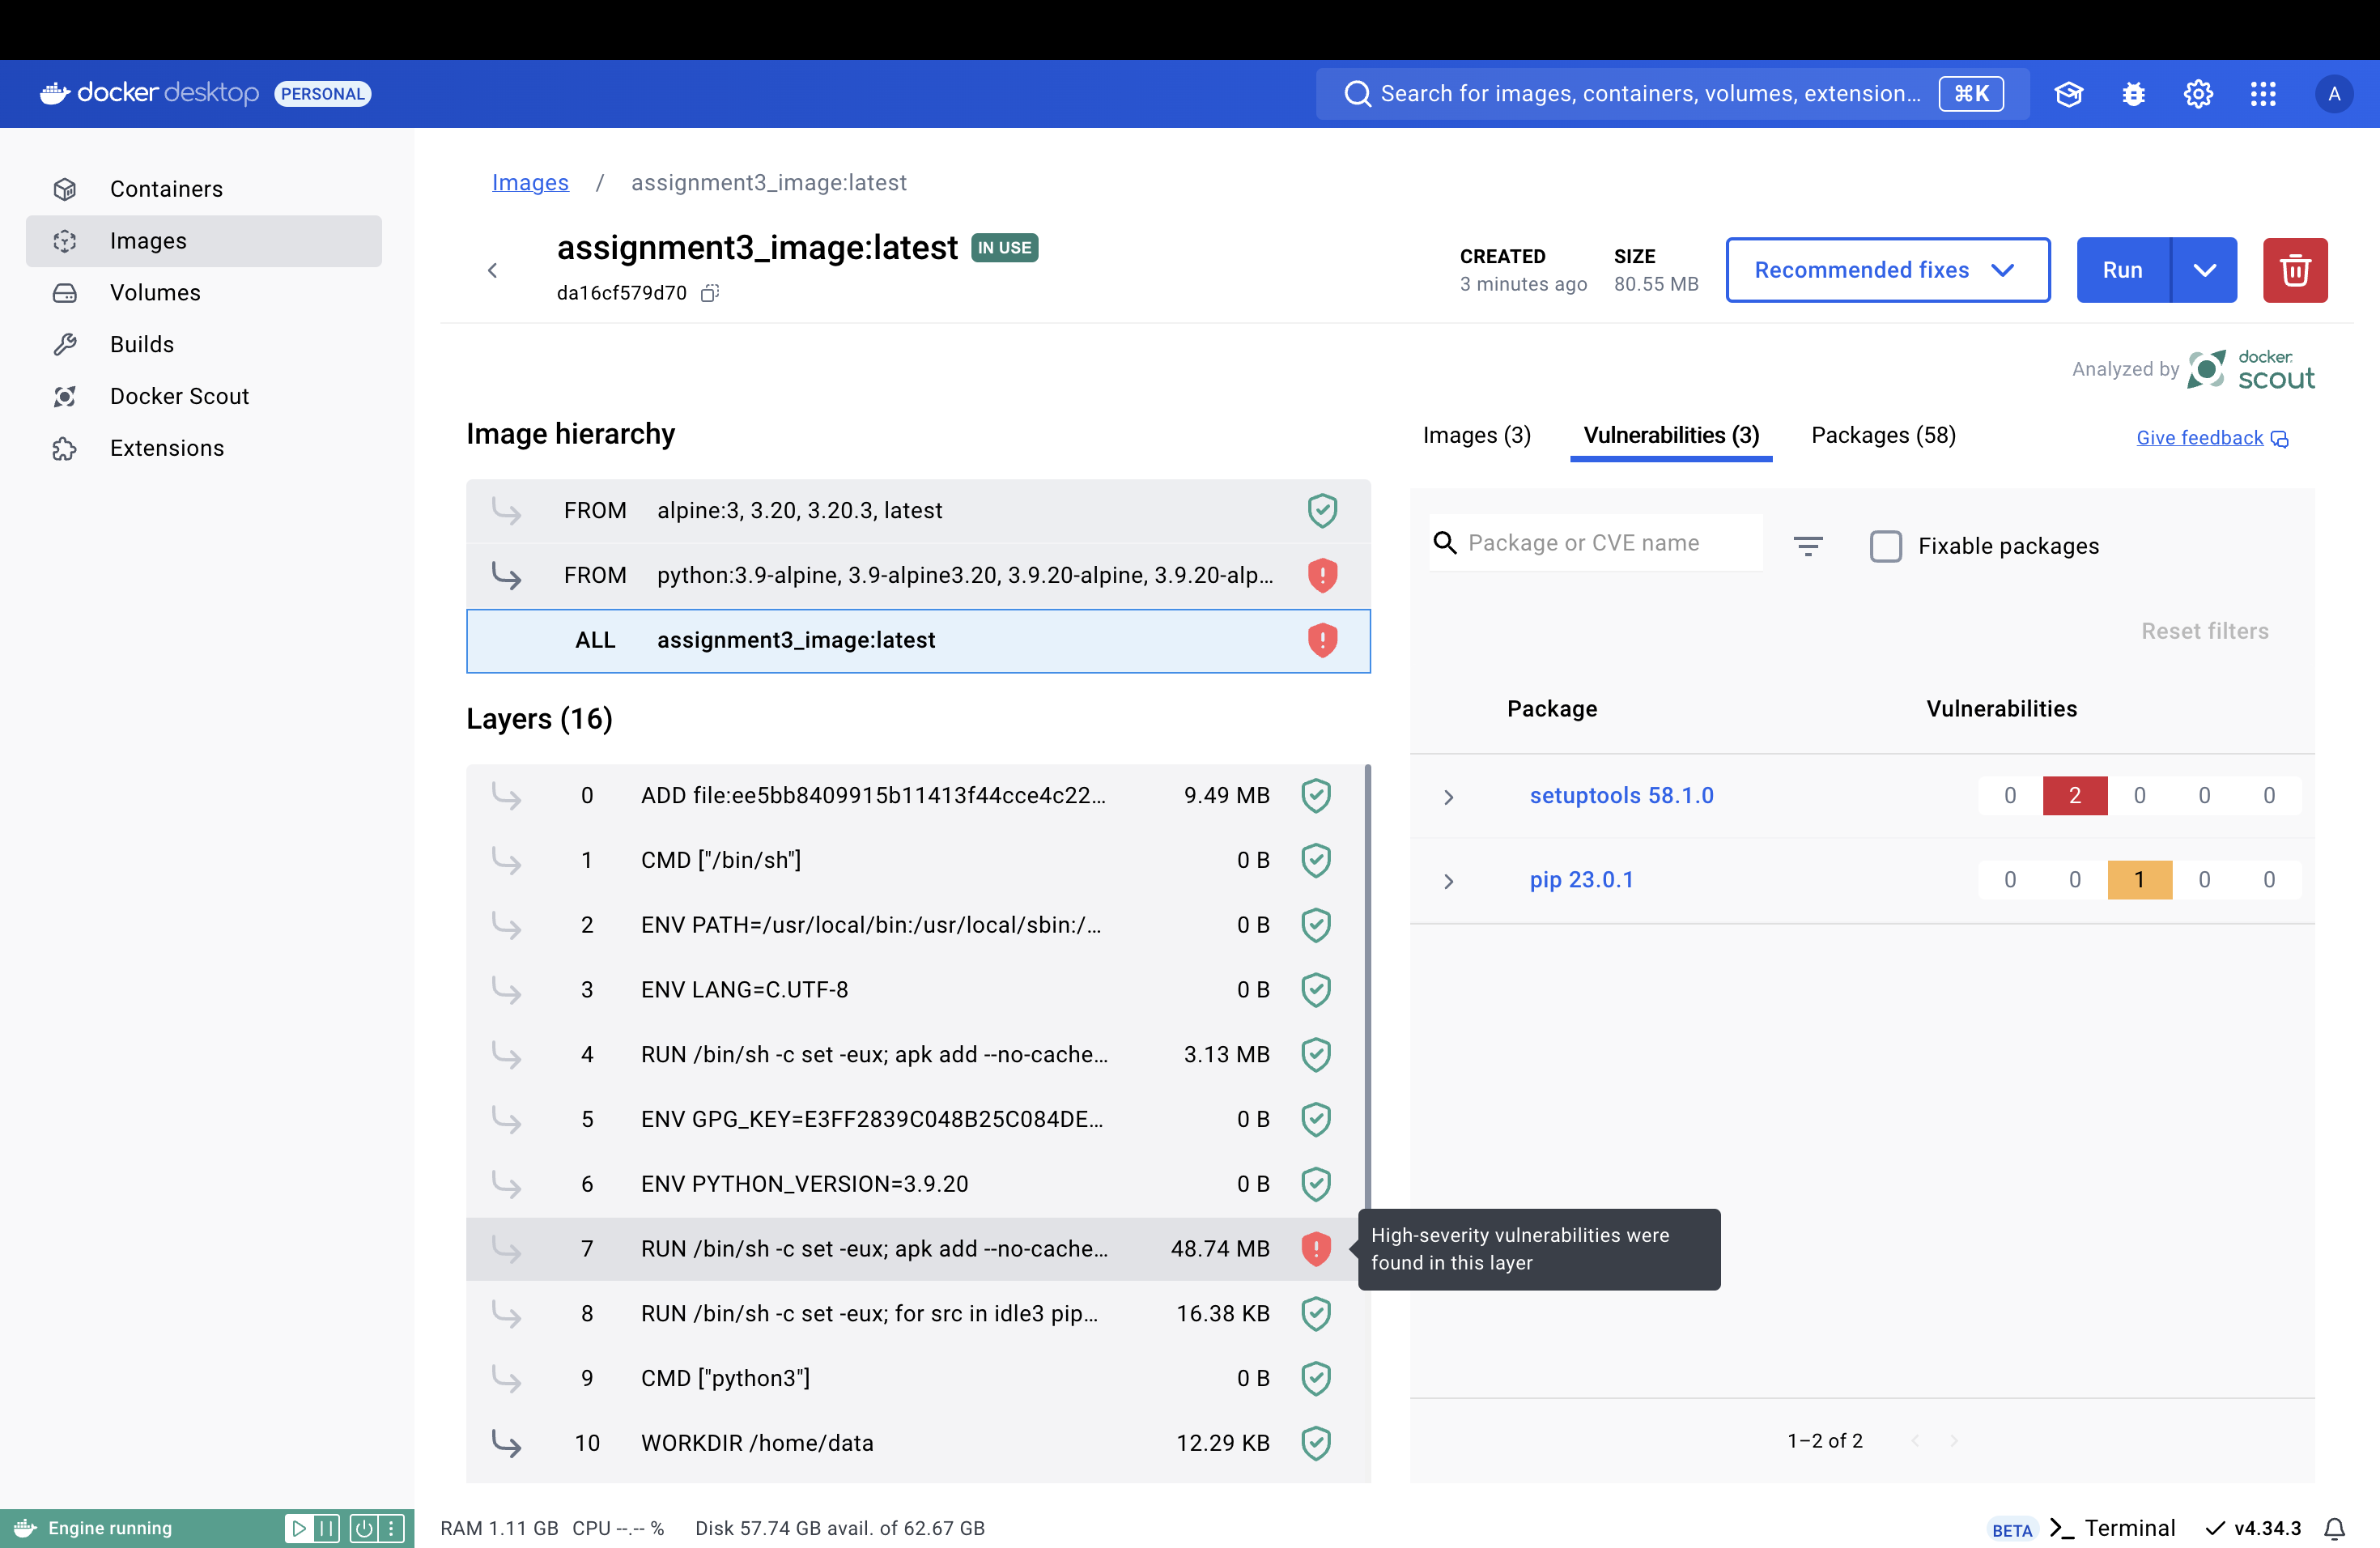 docker desktop PERSONAL
Search for images, containers, volumes, extension... ⌘K
A
Containers
Images
Volumes
Builds
Docker Scout
Extensions
Images / assignment3_image:latest
assignment3_image:latest IN USE
da16cf579d70
CREATED
3 minutes ago
SIZE
80.55 MB
Recommended fixes
Run
Analyzed by docker scout
Image hierarchy
FROM alpine:3, 3.20, 3.20.3, latest
FROM python:3.9-alpine, 3.9-alpine3.20, 3.9.20-alpine, 3.9.20-alp...
ALL assignment3_image:latest
Layers (16)
0 ADD file:ee5bb8409915b11413f44cce4c22... 9.49 MB
1 CMD ["/bin/sh"] 0 B
2 ENV PATH=/usr/local/bin:/usr/local/sbin:/... 0 B
3 ENV LANG=C.UTF-8 0 B
4 RUN /bin/sh -c set -eux; apk add --no-cache... 3.13 MB
5 ENV GPG_KEY=E3FF2839C048B25C084DE... 0 B
6 ENV PYTHON_VERSION=3.9.20 0 B
7 RUN /bin/sh -c set -eux; apk add --no-cache... 48.74 MB
8 RUN /bin/sh -c set -eux; for src in idle3 pip... 16.38 KB
9 CMD ["python3"] 0 B
10 WORKDIR /home/data 12.29 KB
Images (3) Vulnerabilities (3) Packages (58) Give feedback
Package or CVE name Fixable packages
Reset filters
Package Vulnerabilities
setuptools 58.1.0 0 2 0 0 0
pip 23.0.1 0 0 1 0 0
High-severity vulnerabilities were
found in this layer
1–2 of 2
Engine running
RAM 1.11 GB CPU --.-- % Disk 57.74 GB avail. of 62.67 GB
BETA >_ Terminal v4.34.3